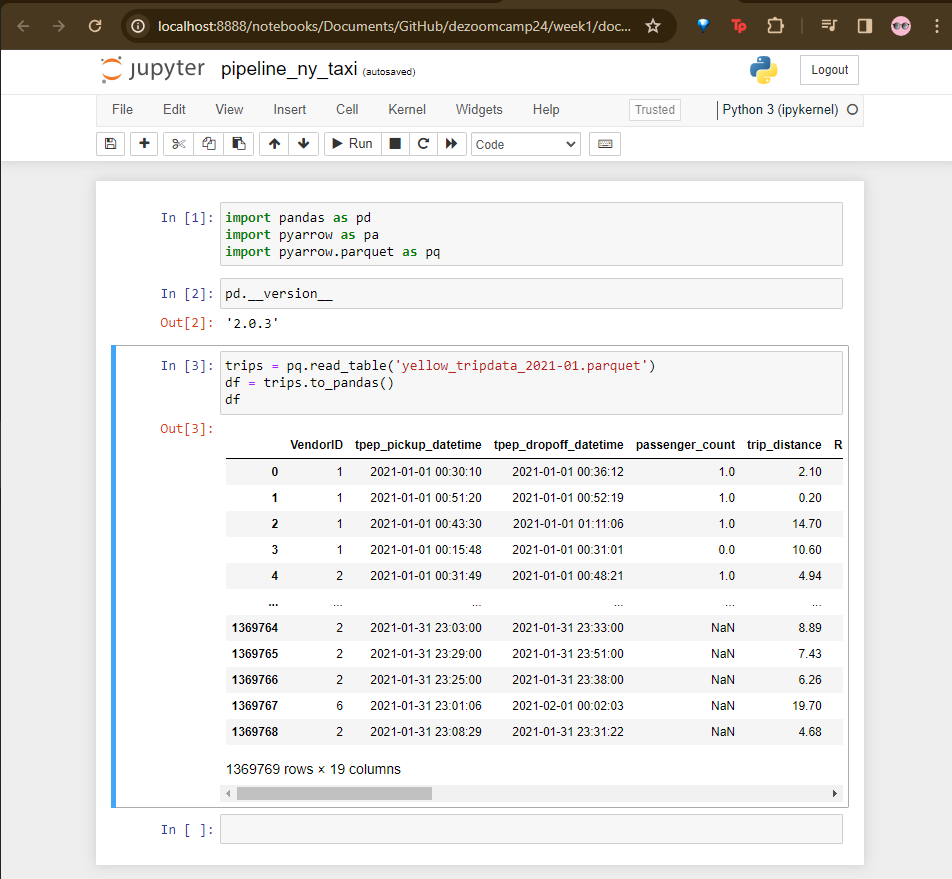 localhost:8888/notebooks/Documents/GitHub/dezoomcamp24/week1/doc...
Tp
jupyter pipeline_ny_taxi (autosaved) Logout
File Edit View Insert Cell Kernel Widgets Help Trusted Python 3 (ipykernel)
Run Code
In [1]: import pandas as pd
import pyarrow as pa
import pyarrow.parquet as pq
In [2]: pd.__version__
Out[2]: '2.0.3'
In [3]: trips = pq.read_table('yellow_tripdata_2021-01.parquet')
df = trips.to_pandas()
df
Out[3]:
VendorID tpep_pickup_datetime tpep_dropoff_datetime passenger_count trip_distance R
0 1 2021-01-01 00:30:10 2021-01-01 00:36:12 1.0 2.10
1 1 2021-01-01 00:51:20 2021-01-01 00:52:19 1.0 0.20
2 1 2021-01-01 00:43:30 2021-01-01 01:11:06 1.0 14.70
3 1 2021-01-01 00:15:48 2021-01-01 00:31:01 0.0 10.60
4 2 2021-01-01 00:31:49 2021-01-01 00:48:21 1.0 4.94
... ... ... ... ... ...
1369764 2 2021-01-31 23:03:00 2021-01-31 23:33:00 NaN 8.89
1369765 2 2021-01-31 23:29:00 2021-01-31 23:51:00 NaN 7.43
1369766 2 2021-01-31 23:25:00 2021-01-31 23:38:00 NaN 6.26
1369767 6 2021-01-31 23:01:06 2021-02-01 00:02:03 NaN 19.70
1369768 2 2021-01-31 23:08:29 2021-01-31 23:31:22 NaN 4.68
1369769 rows × 19 columns
In [ ]: